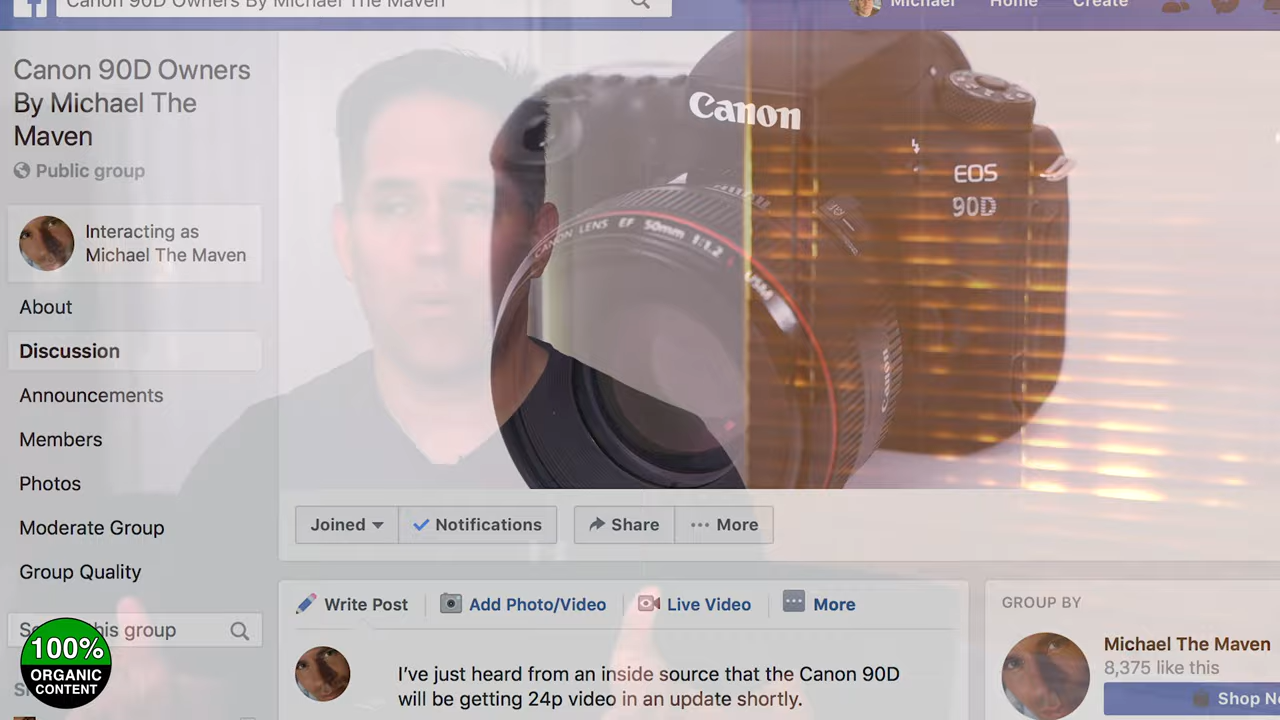 Canon 90D Owners By Michael The Maven
Michael
Home
Create
Canon 90D Owners
By Michael The
Maven
Public group
Interacting as
Michael The Maven
About
Discussion
Announcements
Members
Photos
Moderate Group
Group Quality
this group
100%
ORGANIC
CONTENT
Canon
EOS
90D
CANON LENS EF 50mm 1:1.2 L USM
Canon
Joined
Notifications
Share
More
Write Post
Add Photo/Video
Live Video
More
I've just heard from an inside source that the Canon 90D
will be getting 24p video in an update shortly.
GROUP BY
Michael The Maven
8,375 like this
Shop